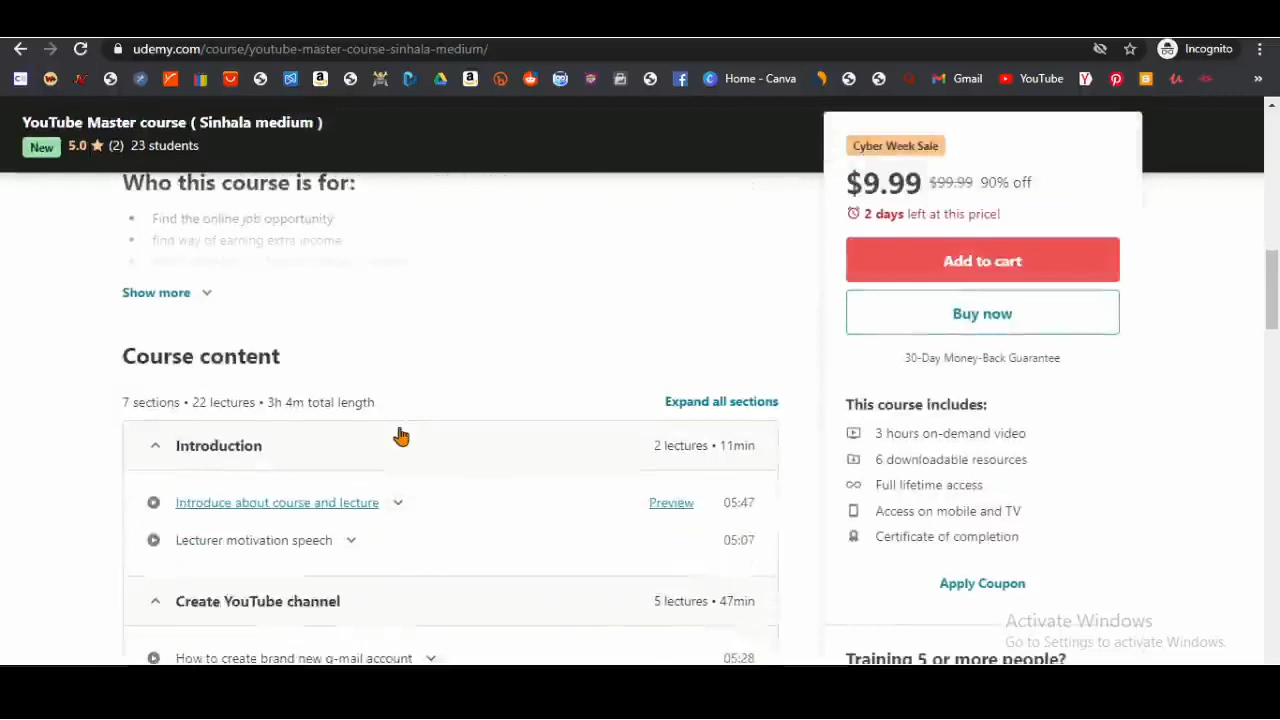 udemy.com/course/youtube-master-course-sinhala-medium/
Incognito
Home - Canva
Gmail
YouTube
YouTube Master course ( Sinhala medium )
New 5.0 (2) 23 students
Who this course is for:
Find the online job opportunity
find way of earning extra income
Show more
Course content
7 sections • 22 lectures • 3h 4m total length
Expand all sections
Introduction
2 lectures • 11min
Introduce about course and lecture
Preview
05:47
Lecturer motivation speech
05:07
Create YouTube channel
5 lectures • 47min
How to create brand new g-mail account
05:28
Cyber Week Sale
$9.99 $99.99 90% off
2 days left at this price!
Add to cart
Buy now
30-Day Money-Back Guarantee
This course includes:
3 hours on-demand video
6 downloadable resources
Full lifetime access
Access on mobile and TV
Certificate of completion
Apply Coupon
Activate Windows
Go to Settings to activate Windows.
Training 5 or more people?